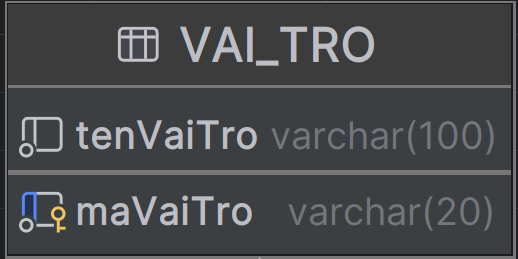 VAI_TRO
tenVaiTro varchar(100)
maVaiTro varchar(20)